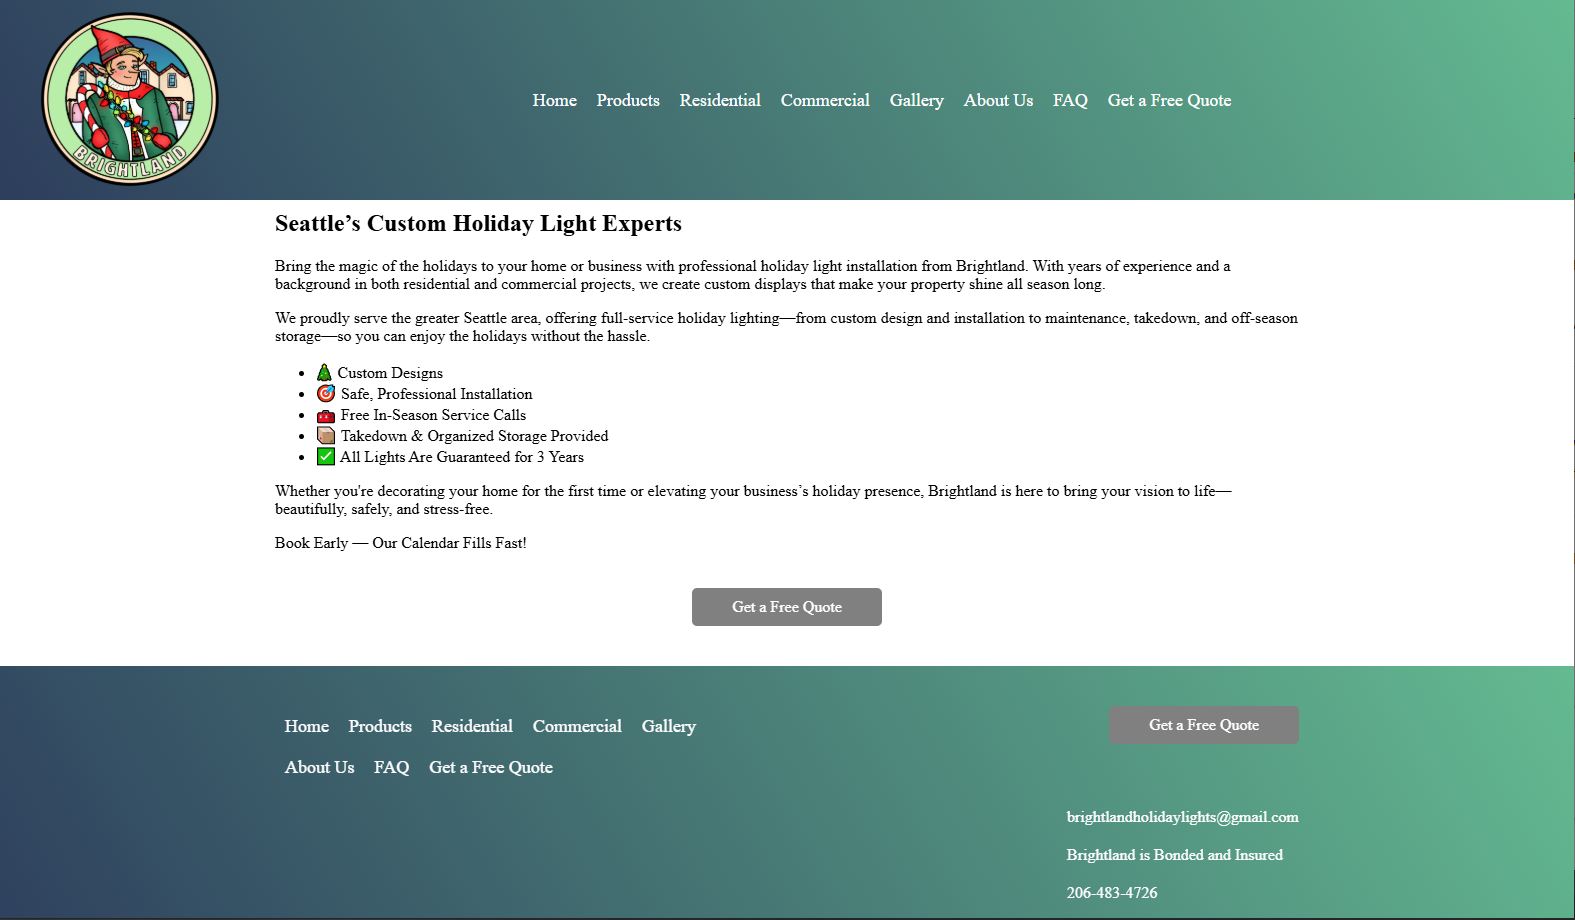 BRIGHTLAND
Home Products Residential Commercial Gallery About Us FAQ Get a Free Quote
Seattle’s Custom Holiday Light Experts
Bring the magic of the holidays to your home or business with professional holiday light installation from Brightland. With years of experience and a
background in both residential and commercial projects, we create custom displays that make your property shine all season long.
We proudly serve the greater Seattle area, offering full-service holiday lighting—from custom design and installation to maintenance, takedown, and off-season
storage—so you can enjoy the holidays without the hassle.
• 🎄 Custom Designs
• 🎯 Safe, Professional Installation
• 🧰 Free In-Season Service Calls
• 📦 Takedown & Organized Storage Provided
• ✅ All Lights Are Guaranteed for 3 Years
Whether you're decorating your home for the first time or elevating your business’s holiday presence, Brightland is here to bring your vision to life—
beautifully, safely, and stress-free.
Book Early — Our Calendar Fills Fast!
Get a Free Quote
Home Products Residential Commercial Gallery
About Us FAQ Get a Free Quote
Get a Free Quote
brightlandholidaylights@gmail.com
Brightland is Bonded and Insured
206-483-4726